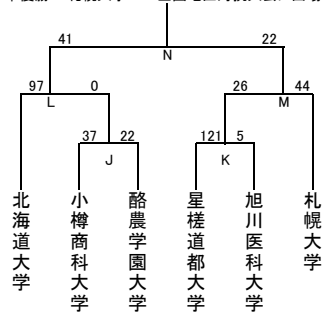 41 22
N
97 0 26 44
L M
37 22 121 5
J K
北海道大学
小樽商科大学
酪農学園大学
星槎道都大学
旭川医科大学
札幌大学